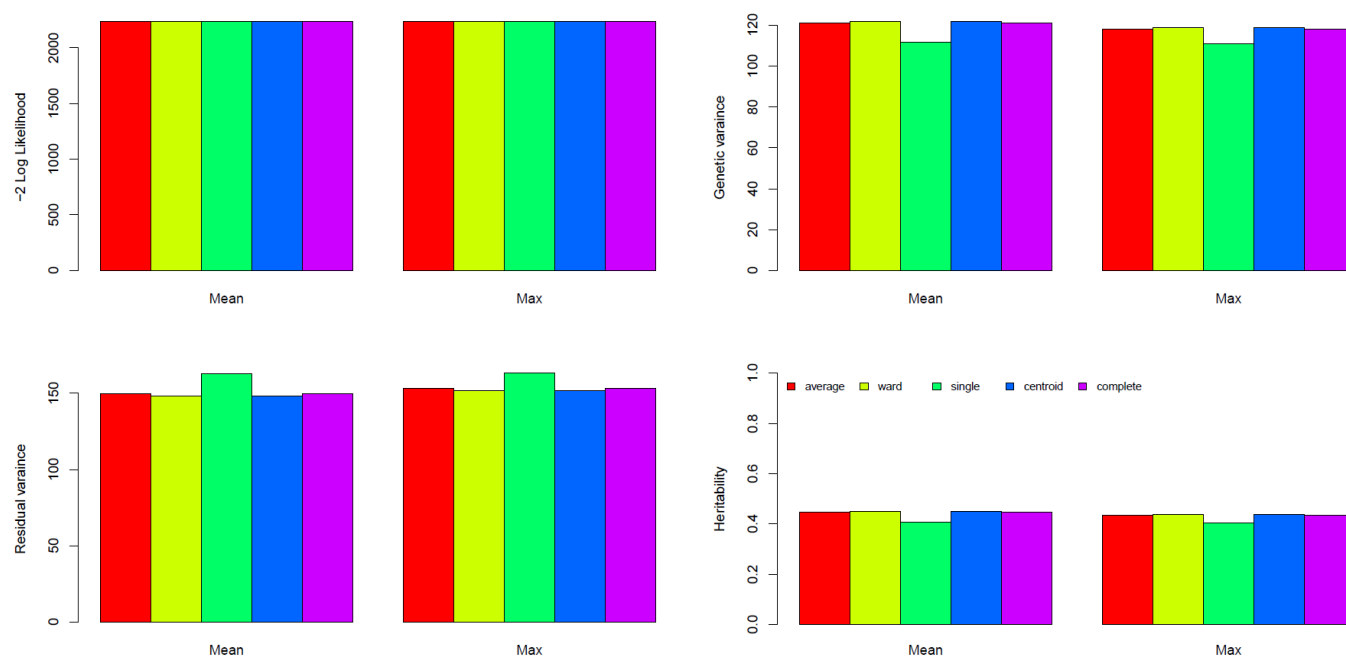 −2 Log Likelihood
0
500
1000
1500
2000
Mean
Max
Genetic varaince
0
20
40
60
80
100
120
Mean
Max
Residual varaince
0
50
100
150
Mean
Max
Heritability
0.0
0.2
0.4
0.6
0.8
1.0
average ward single centroid complete
Mean
Max